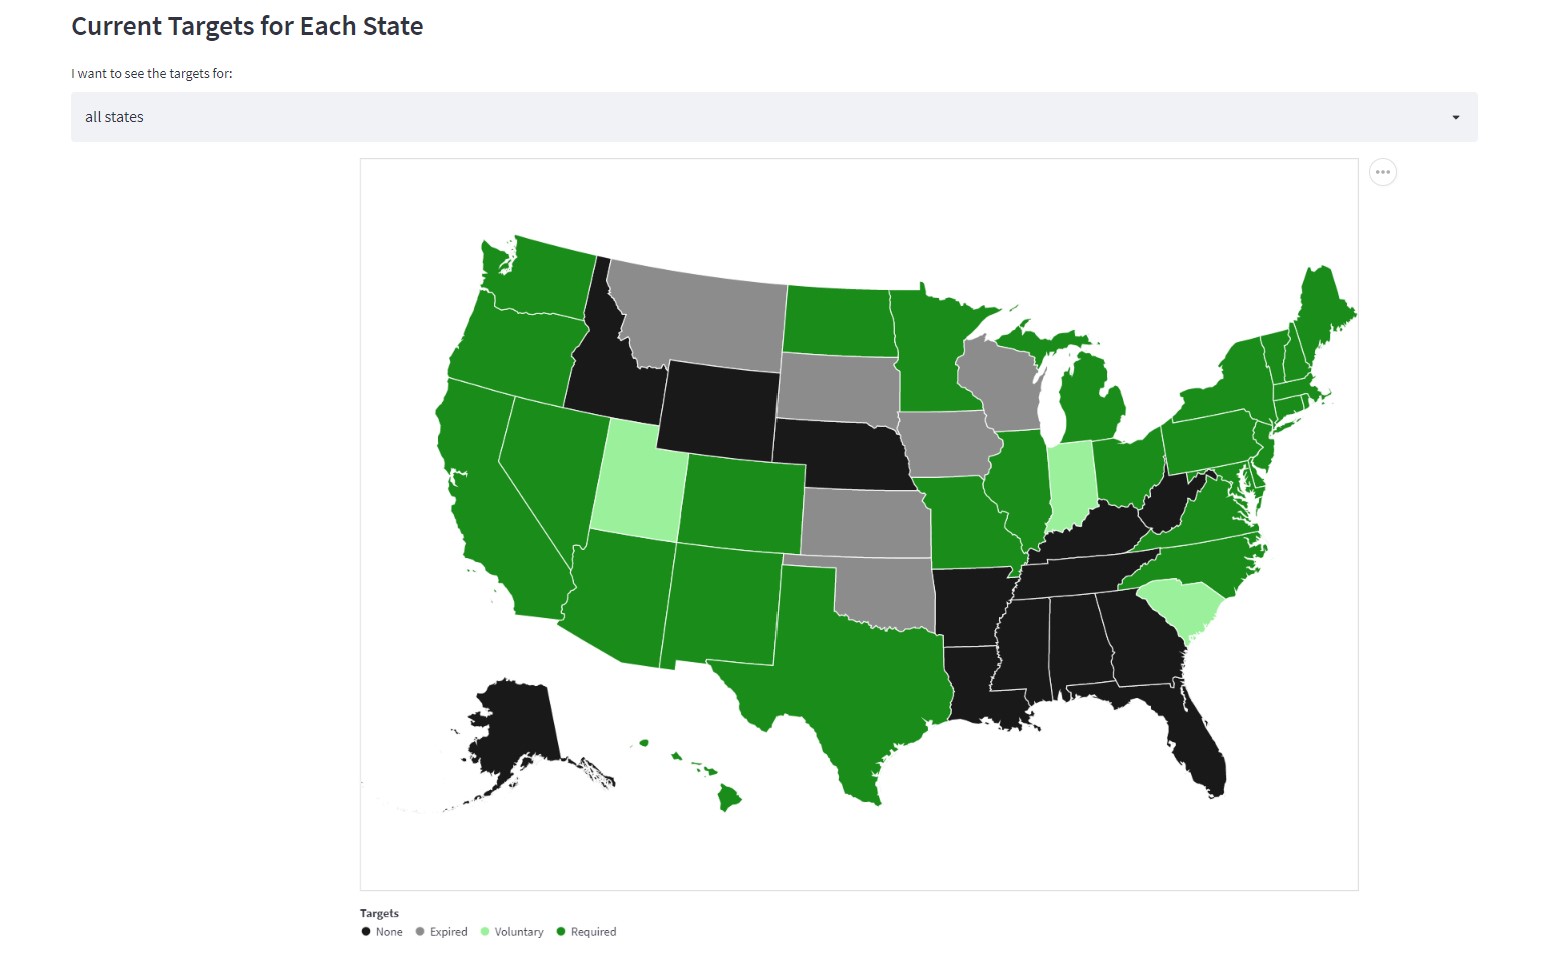 Current Targets for Each State
I want to see the targets for:
all states
Targets
None Expired Voluntary Required